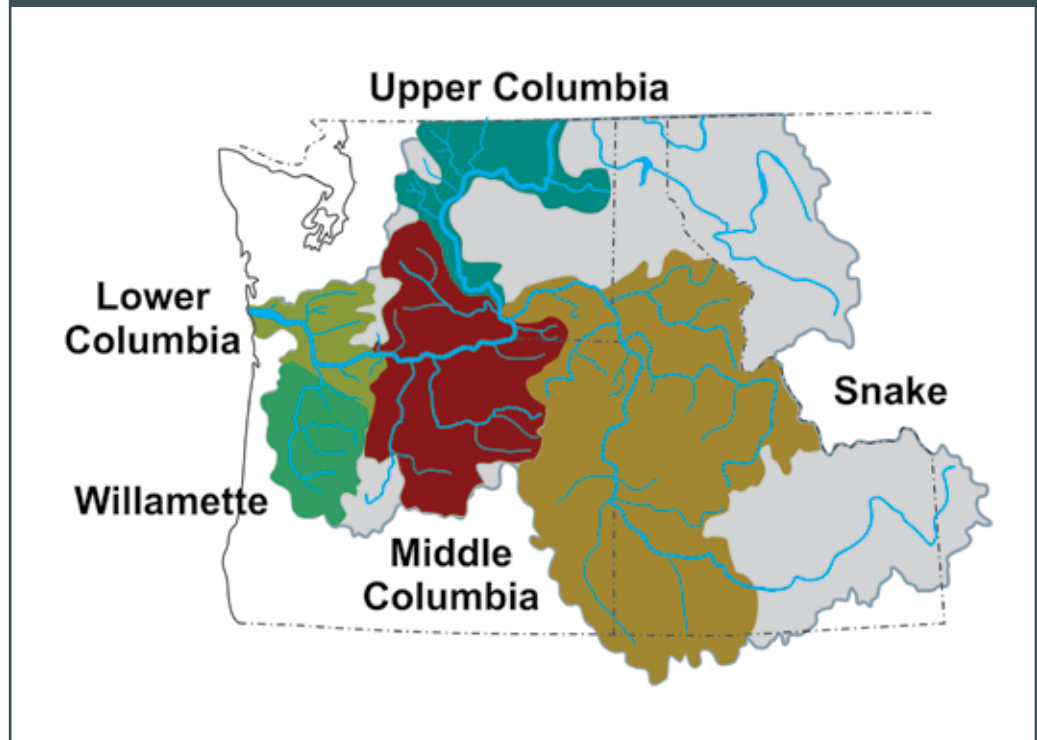 Upper Columbia
Lower
Columbia
Snake
Willamette
Middle
Columbia